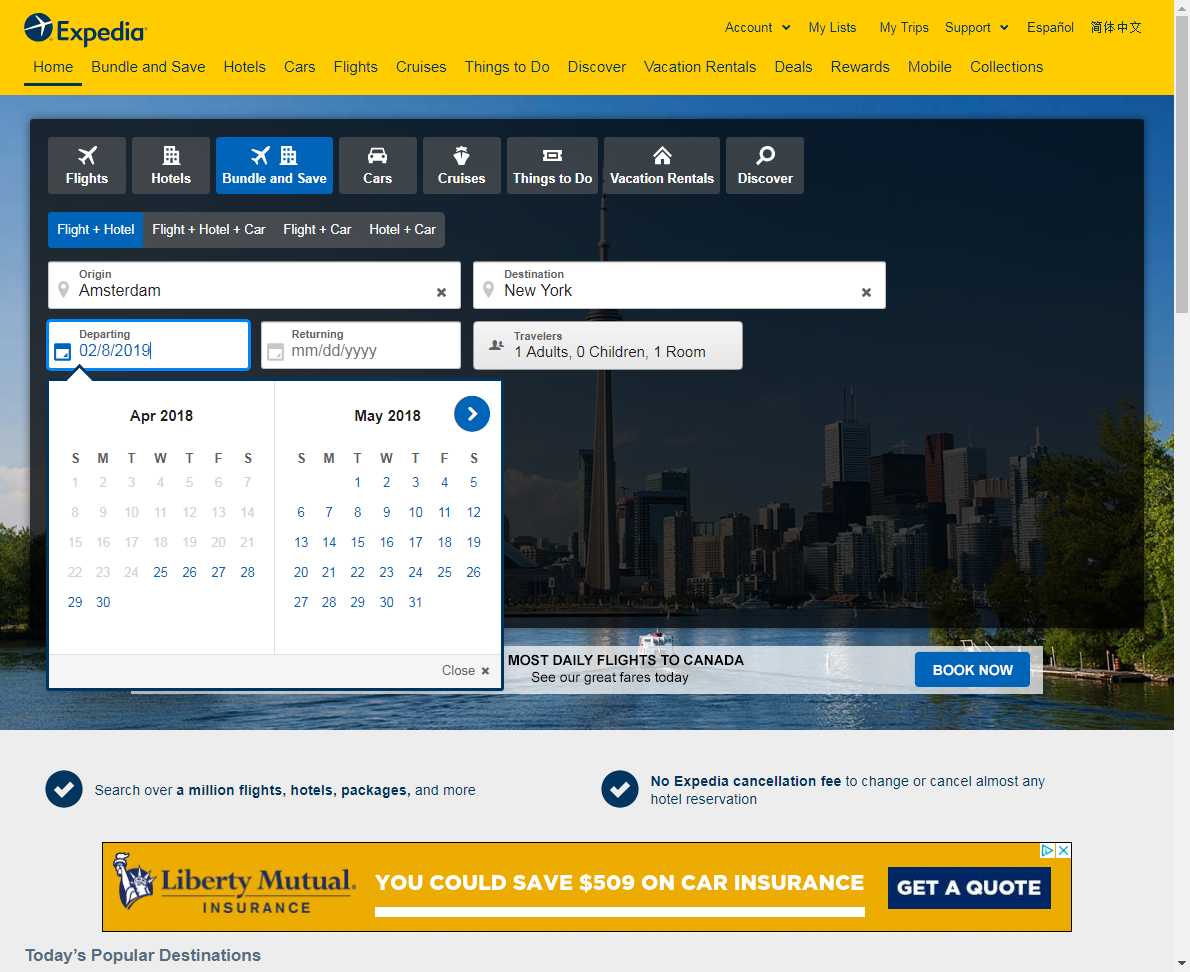 Expedia
Account My Lists My Trips Support Español 简体中文
Home Bundle and Save Hotels Cars Flights Cruises Things to Do Discover Vacation Rentals Deals Rewards Mobile Collections
Flights Hotels Bundle and Save Cars Cruises Things to Do Vacation Rentals Discover
Flight + Hotel Flight + Hotel + Car Flight + Car Hotel + Car
Origin
Amsterdam
Destination
New York
Departing
02/8/2019
Returning
mm/dd/yyyy
Travelers
1 Adults, 0 Children, 1 Room
Apr 2018
S M T W T F S
1 2 3 4 5 6 7
8 9 10 11 12 13 14
15 16 17 18 19 20 21
22 23 24 25 26 27 28
29 30
May 2018
S M T W T F S
1 2 3 4 5
6 7 8 9 10 11 12
13 14 15 16 17 18 19
20 21 22 23 24 25 26
27 28 29 30 31
Close
MOST DAILY FLIGHTS TO CANADA
See our great fares today
BOOK NOW
Search over a million flights, hotels, packages, and more
No Expedia cancellation fee to change or cancel almost any
hotel reservation
Liberty Mutual.
INSURANCE
YOU COULD SAVE $509 ON CAR INSURANCE
GET A QUOTE
Today's Popular Destinations